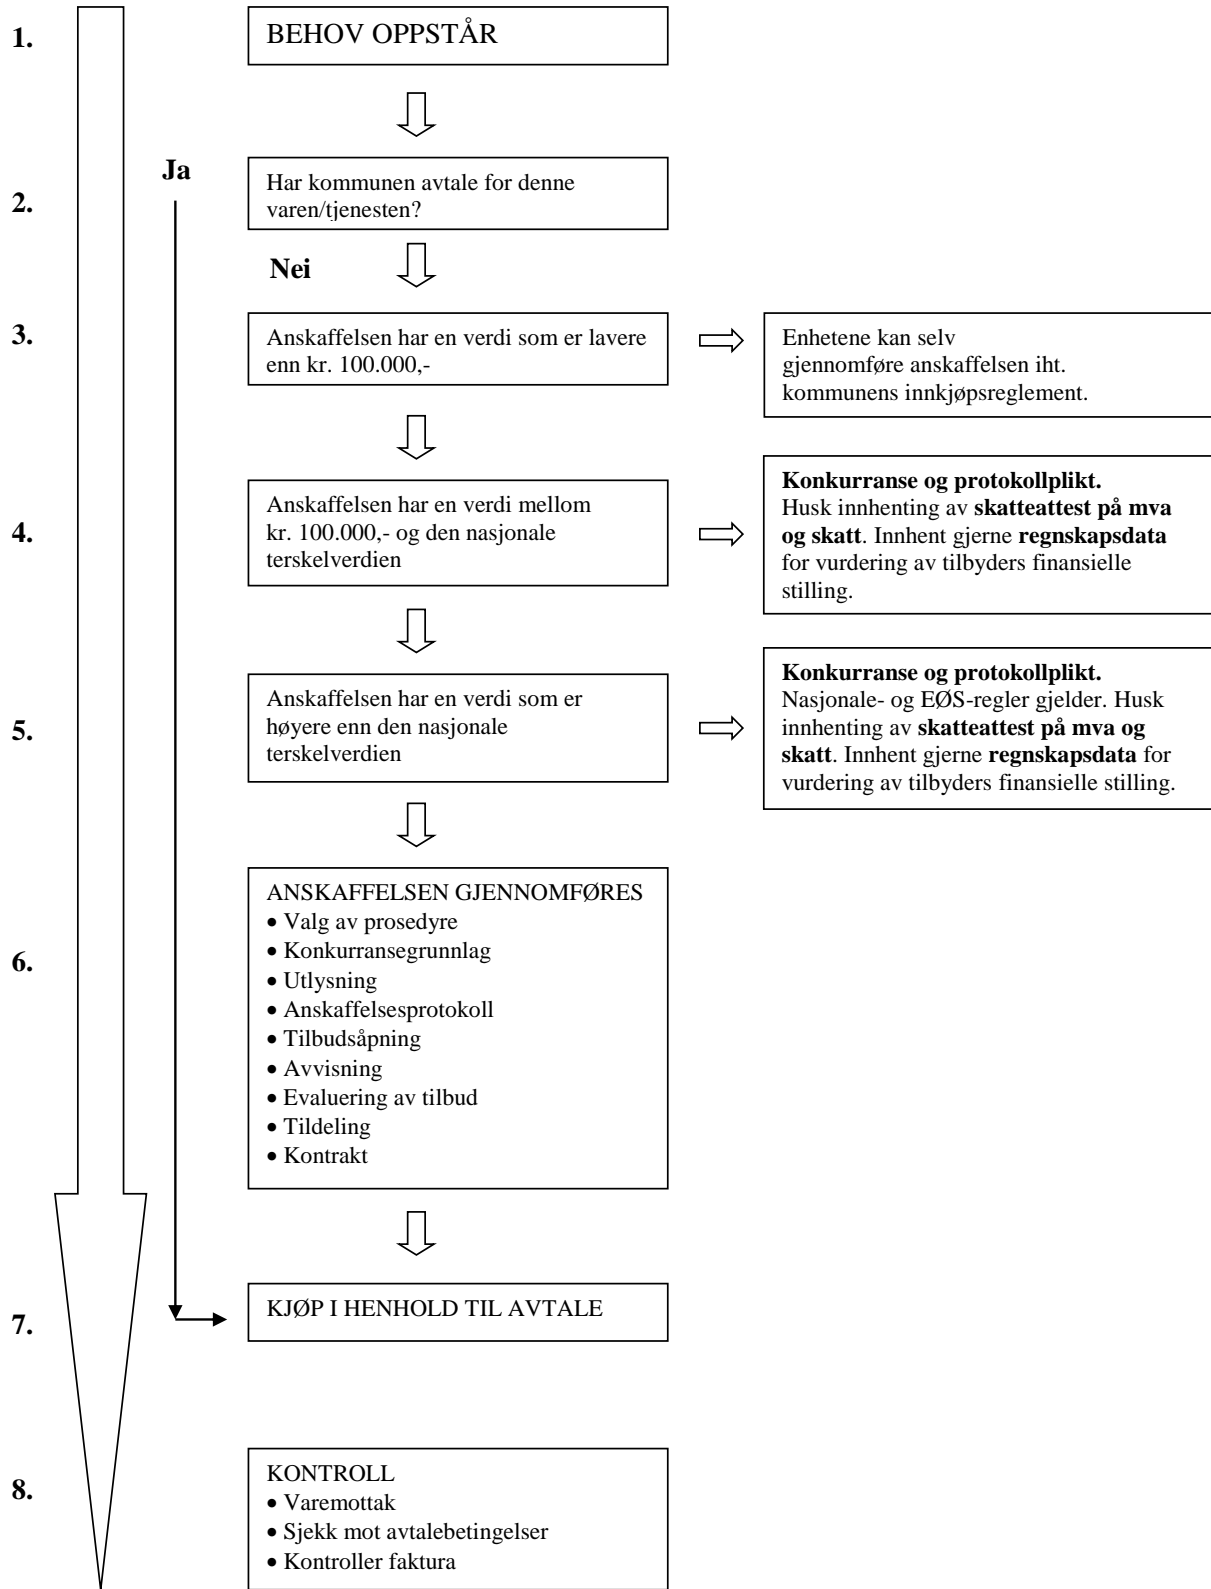 1.
BEHOV OPPSTÅR
Ja
2.
Har kommunen avtale for denne
varen/tjenesten?
Nei
3.
Anskaffelsen har en verdi som er lavere
enn kr. 100.000,-
Enhetene kan selv
gjennomføre anskaffelsen iht.
kommunens innkjøpsreglement.
4.
Anskaffelsen har en verdi mellom
kr. 100.000,- og den nasjonale
terskelverdien
Konkurranse og protokollplikt.
Husk innhenting av skatteattest på mva
og skatt. Innhent gjerne regnskapsdata
for vurdering av tilbyders finansielle
stilling.
5.
Anskaffelsen har en verdi som er
høyere enn den nasjonale
terskelverdien
Konkurranse og protokollplikt.
Nasjonale- og EØS-regler gjelder. Husk
innhenting av skatteattest på mva og
skatt. Innhent gjerne regnskapsdata for
vurdering av tilbyders finansielle stilling.
6.
ANSKAFFELSEN GJENNOMFØRES
• Valg av prosedyre
• Konkurransegrunnlag
• Utlysning
• Anskaffelsesprotokoll
• Tilbudsåpning
• Avvisning
• Evaluering av tilbud
• Tildeling
• Kontrakt
7.
KJØP I HENHOLD TIL AVTALE
8.
KONTROLL
• Varemottak
• Sjekk mot avtalebetingelser
• Kontroller faktura